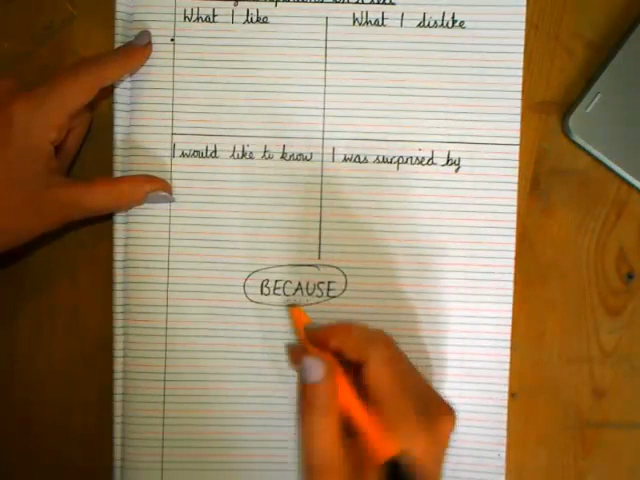 What I like
What I dislike
I would like to know
I was surprised by
BECAUSE